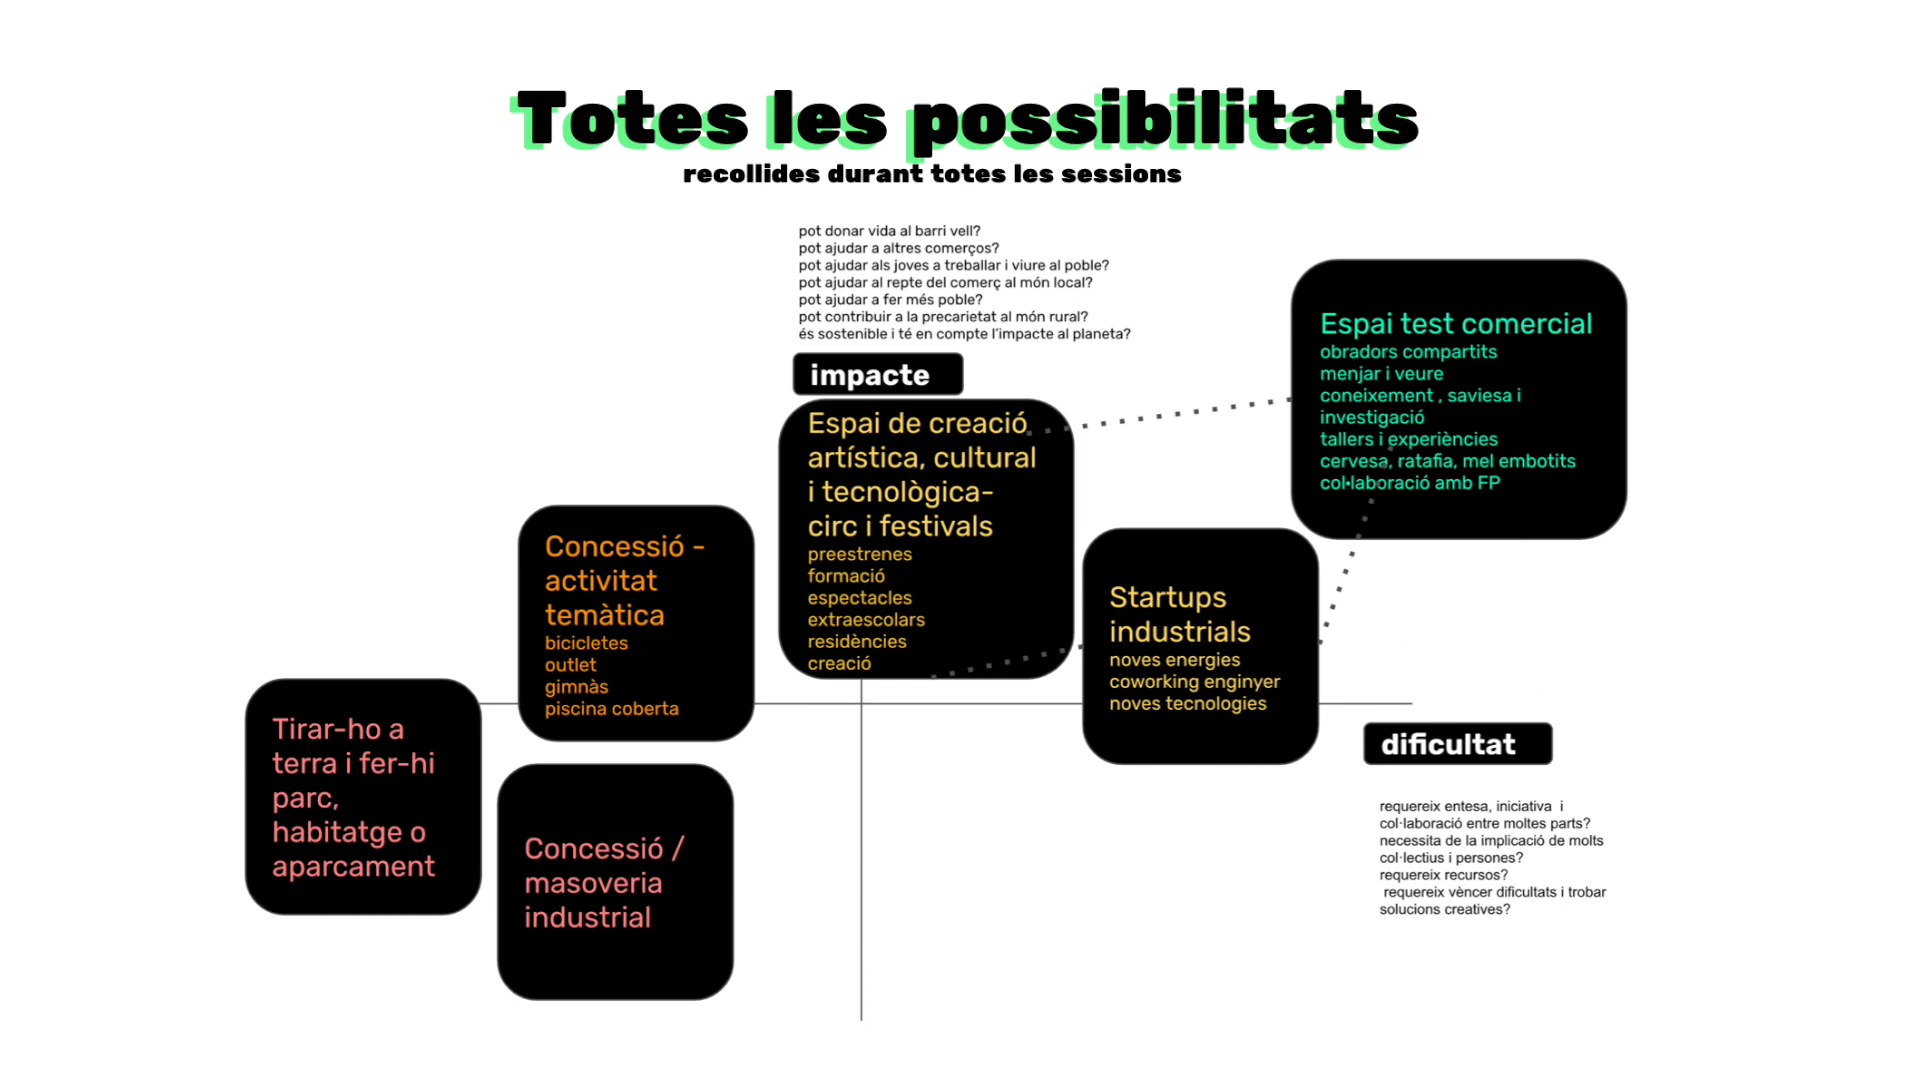 Totes les possibilitats
recollides durant totes les sessions
pot donar vida al barri vell?
pot ajudar a altres comerços?
pot ajudar als joves a treballar i viure al poble?
pot ajudar al repte del comerç al món local?
pot ajudar a fer més poble?
pot contribuir a la precarietat al món rural?
és sostenible i té en compte l'impacte al planeta?
impacte
Espai de creació
artística, cultural
i tecnològica-
circ i festivals
preestrenes
formació
espectacles
extraescolars
residències
creació
Espai test comercial
obradors compartits
menjar i veure
coneixement , saviesa i
investigació
tallers i experiències
cervesa, ratafia, mel embotits
col·laboració amb FP
Concessió -
activitat
temàtica
bicicletes
outlet
gimnàs
piscina coberta
Startups
industrials
noves energies
coworking enginyer
noves tecnologies
Tirar-ho a
terra i fer-hi
parc,
habitatge o
aparcament
Concessió /
masoveria
industrial
dificultat
requereix entesa, iniciativa  i
col·laboració entre moltes parts?
necessita de la implicació de molts
col·lectius i persones?
requereix recursos?
requereix vèncer dificultats i trobar
solucions creatives?